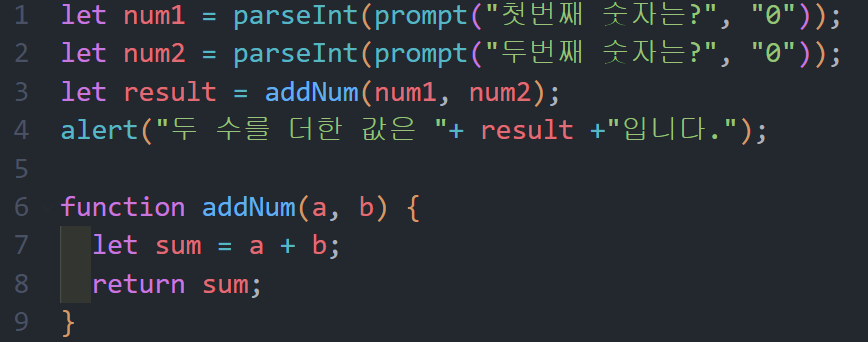 1 let num1 = parseInt(prompt("첫번째 숫자는?", "0"));
2 let num2 = parseInt(prompt("두번째 숫자는?", "0"));
3 let result = addNum(num1, num2);
4 alert("두 수를 더한 값은 "+ result +"입니다.");
5
6 function addNum(a, b) {
7   let sum = a + b;
8   return sum;
9 }